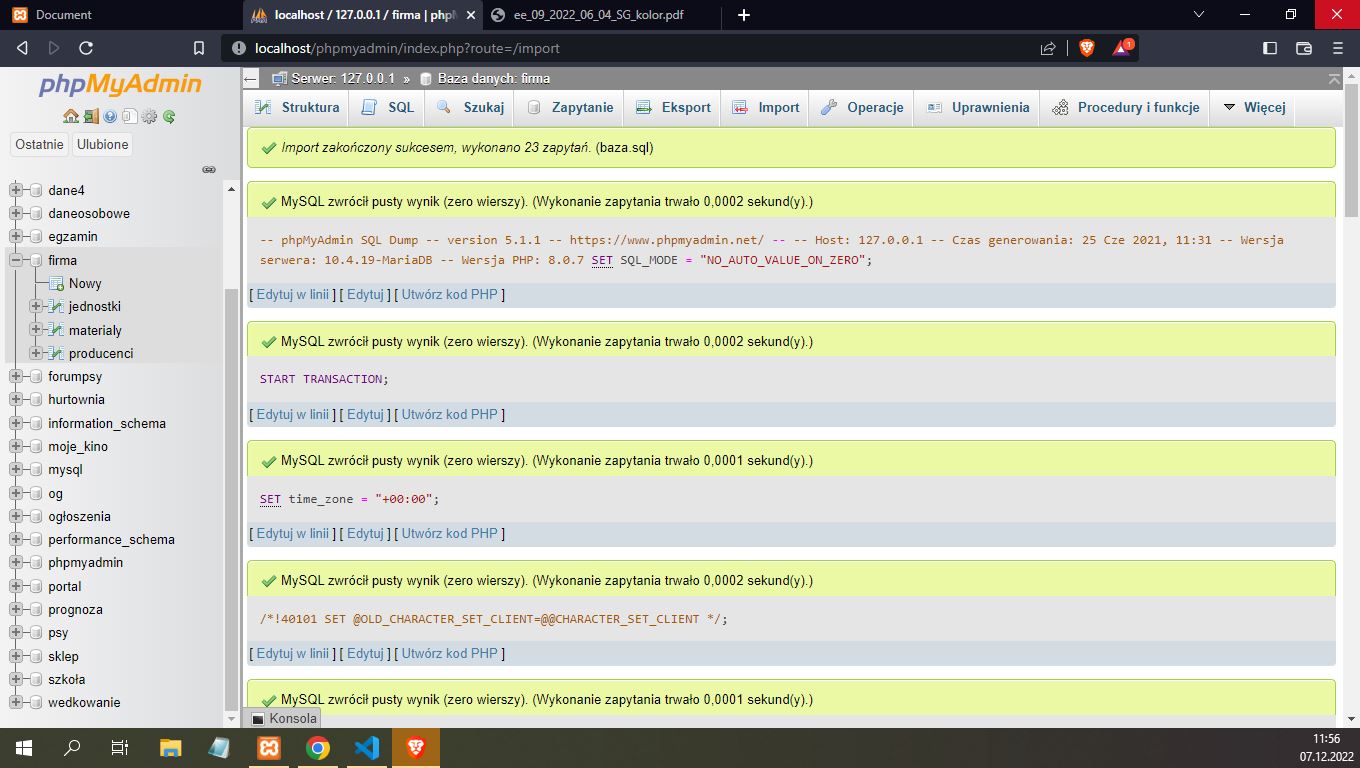 Document
localhost / 127.0.0.1 / firma | phpM
ee_09_2022_06_04_SG_kolor.pdf
localhost/phpmyadmin/index.php?route=/import
1
phpMyAdmin
Ostatnie
Ulubione
dane4
daneosobowe
egzamin
firma
Nowy
jednostki
materialy
producenci
forumpsy
hurtownia
information_schema
moje_kino
mysql
og
ogłoszenia
performance_schema
phpmyadmin
portal
prognoza
psy
sklep
szkoła
wedkowanie
Serwer: 127.0.0.1 » Baza danych: firma
Struktura SQL Szukaj Zapytanie Eksport Import Operacje Uprawnienia Procedury i funkcje Więcej
Import zakończony sukcesem, wykonano 23 zapytań. (baza.sql)
MySQL zwrócił pusty wynik (zero wierszy). (Wykonanie zapytania trwało 0,0002 sekund(y).)
-- phpMyAdmin SQL Dump -- version 5.1.1 -- https://www.phpmyadmin.net/ -- -- Host: 127.0.0.1 -- Czas generowania: 25 Cze 2021, 11:31 -- Wersja
serwera: 10.4.19-MariaDB -- Wersja PHP: 8.0.7 SET SQL_MODE = "NO_AUTO_VALUE_ON_ZERO";
[ Edytuj w linii ] [ Edytuj ] [ Utwórz kod PHP ]
MySQL zwrócił pusty wynik (zero wierszy). (Wykonanie zapytania trwało 0,0002 sekund(y).)
START TRANSACTION;
[ Edytuj w linii ] [ Edytuj ] [ Utwórz kod PHP ]
MySQL zwrócił pusty wynik (zero wierszy). (Wykonanie zapytania trwało 0,0001 sekund(y).)
SET time_zone = "+00:00";
[ Edytuj w linii ] [ Edytuj ] [ Utwórz kod PHP ]
MySQL zwrócił pusty wynik (zero wierszy). (Wykonanie zapytania trwało 0,0002 sekund(y).)
/*!40101 SET @OLD_CHARACTER_SET_CLIENT=@@CHARACTER_SET_CLIENT */;
[ Edytuj w linii ] [ Edytuj ] [ Utwórz kod PHP ]
MySQL zwrócił pusty wynik (zero wierszy). (Wykonanie zapytania trwało 0,0001 sekund(y).)
Konsola
11:56
07.12.2022